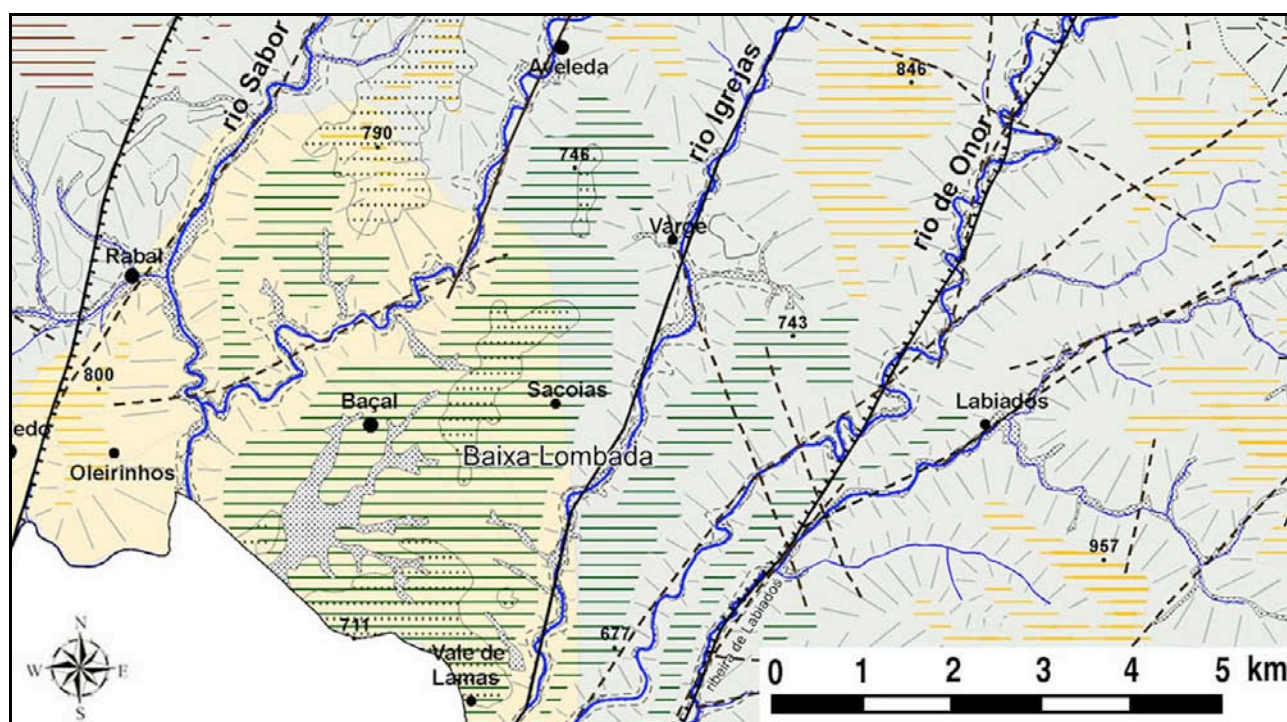 rio Sabor
Aveleda
rio Igrejas
846
rio de Onor
790
746
Varge
Rabal
743
800
Baçal
Sacoias
Labiados
edo
Oleirinhos
Baixa Lombada
957
711
677
ribeira de Labiados
Vale de
Lamas
N
W E
S
0 1 2 3 4 5 km